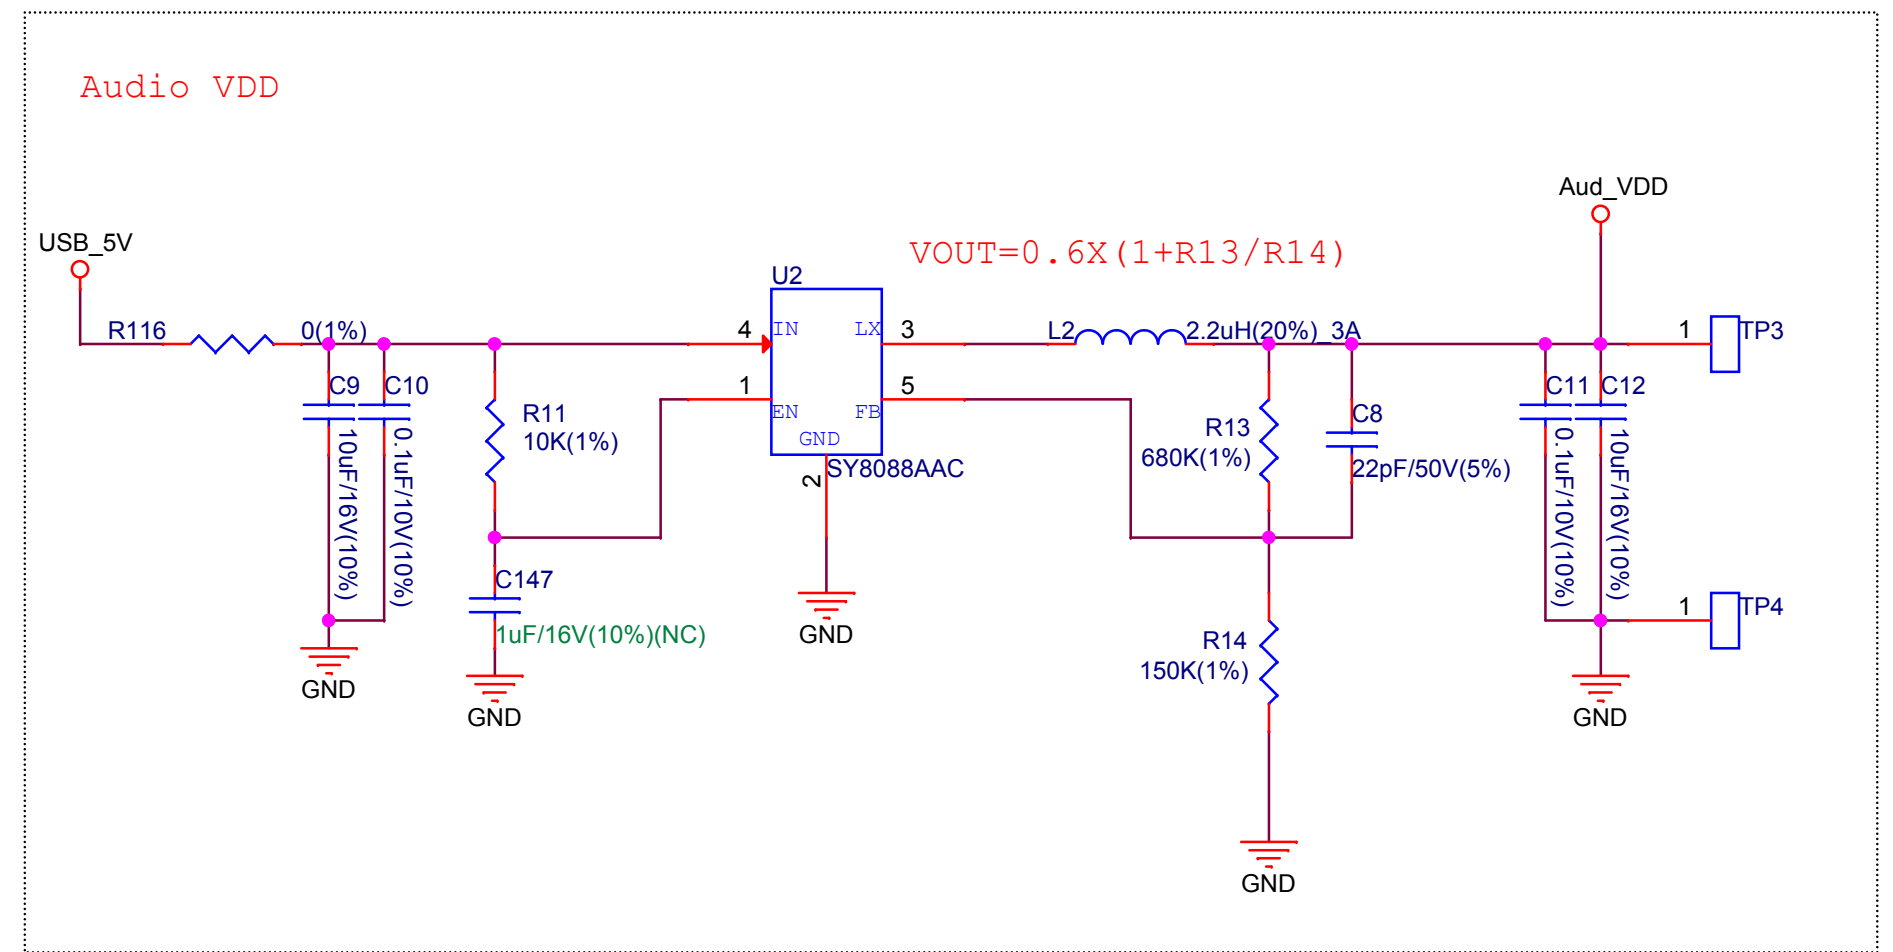 Audio VDD
Aud_VDD
USB_5V
VOUT=0.6X(1+R13/R14)
U2
R116
0(1%)
4
IN
LX
3
L2
2.2uH(20%)_3A
1
TP3
C9
C10
1
EN
FB
5
C11
C12
R11
10K(1%)
GND
C8
R13
680K(1%)
22pF/50V(5%)
SY8088AAC
2
10uF/16V(10%)
0.1uF/10V(10%)
0.1uF/10V(10%)
10uF/16V(10%)
C147
1uF/16V(10%)(NC)
GND
1
TP4
R14
150K(1%)
GND
GND
GND
GND